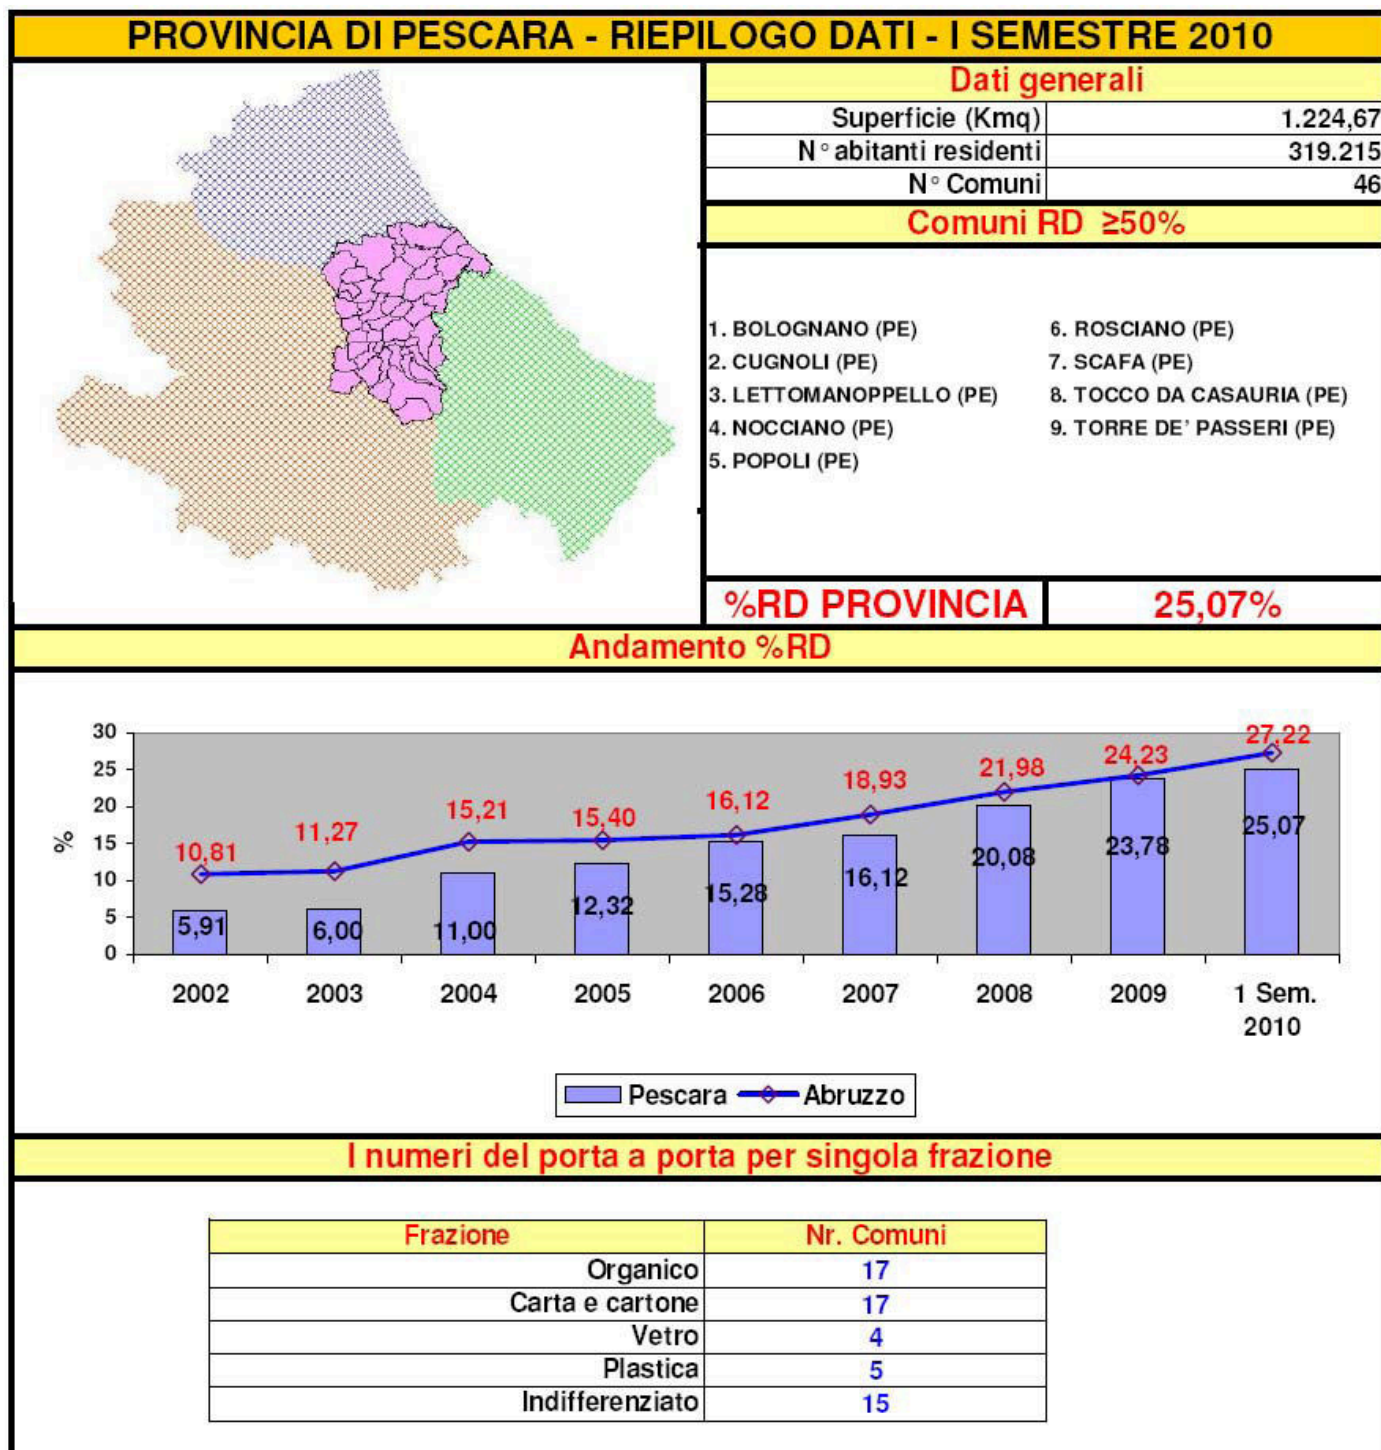 PROVINCIA DI PESCARA - RIEPILOGO DATI - I SEMESTRE 2010
Dati generali
Superficie (Kmq) 1.224,67
N° abitanti residenti 319.215
N° Comuni 46
Comuni RD ≥50%
1. BOLOGNANO (PE)
2. CUGNOLI (PE)
3. LETTOMANOPPELLO (PE)
4. NOCCIANO (PE)
5. POPOLI (PE)
6. ROSCIANO (PE)
7. SCAFA (PE)
8. TOCCO DA CASAURIA (PE)
9. TORRE DE' PASSERI (PE)
%RD PROVINCIA 25,07%
Andamento %RD
%
30
25
20
15
10
5
0
10,81 11,27 15,21 15,40 16,12 18,93 21,98 24,23 27,22
5,91 6,00 11,00 12,32 15,28 16,12 20,08 23,78 25,07
2002 2003 2004 2005 2006 2007 2008 2009 1 Sem.
2010
Pescara Abruzzo
I numeri del porta a porta per singola frazione
Frazione Nr. Comuni
Organico 17
Carta e cartone 17
Vetro 4
Plastica 5
Indifferenziato 15